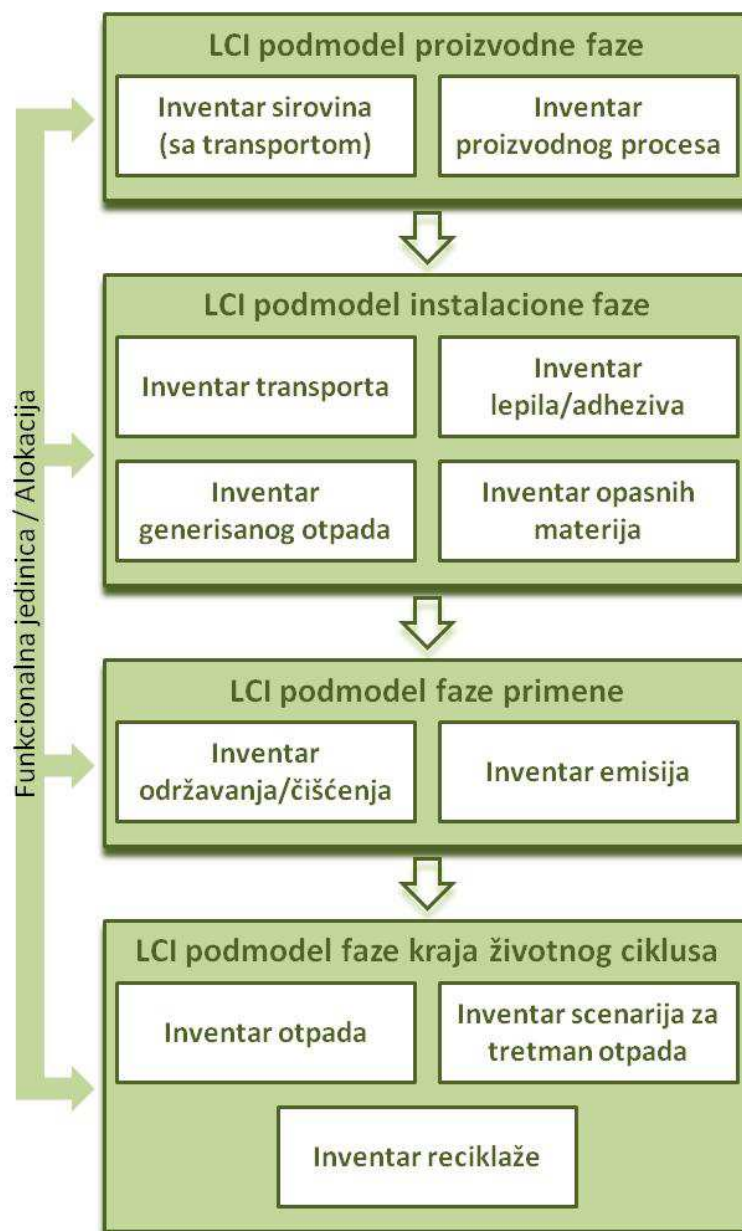 LCI podmodel proizvodne faze
Inventar sirovina
(sa transportom)
Inventar
proizvodnog procesa
LCI podmodel instalacione faze
Inventar transporta
Inventar
lepila/adheziva
Inventar
generisanog otpada
Inventar opasnih
materija
Funkcionalna jedinica / Alokacija
LCI podmodel faze primene
Inventar
održavanja/čišćenja
Inventar emisija
LCI podmodel faze kraja životnog ciklusa
Inventar otpada
Inventar scenarija za
tretman otpada
Inventar reciklaže